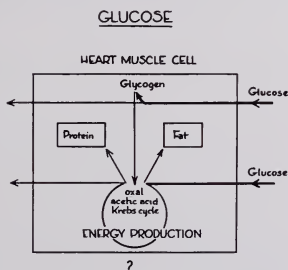 GLUCOSE
HEART MUSCLE CELL
Glycogen
Glucose
Protein
Fat
Glucose
oxal
acetic acid
Krebs cycle
ENERGY PRODUCTION
?